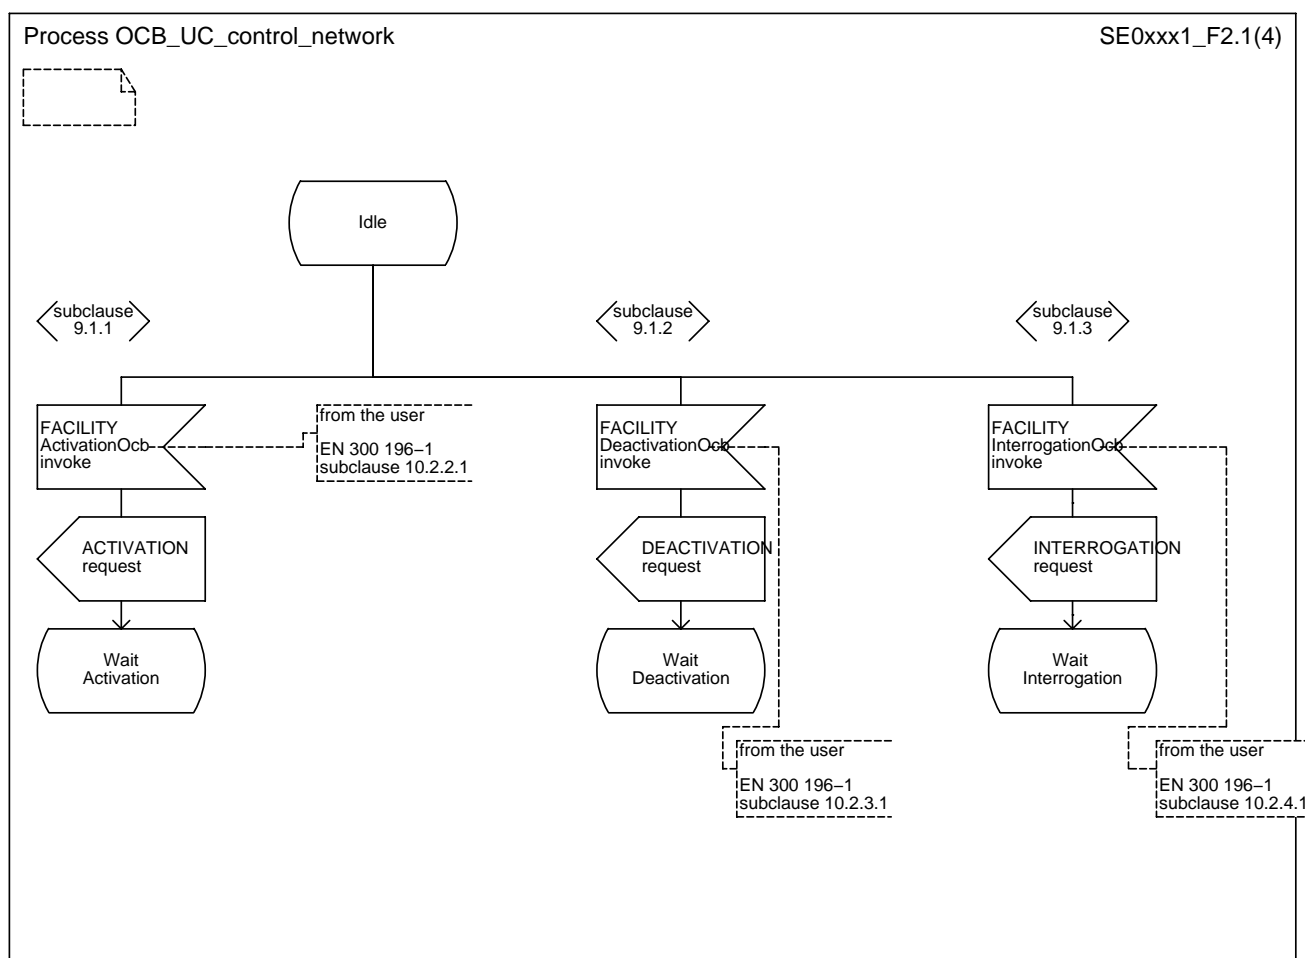 Process OCB_UC_control_network
SE0xxx1_F2.1(4)
Idle
subclause
9.1.1
subclause
9.1.2
subclause
9.1.3
FACILITY
ActivationOcb
invoke
from the user
EN 300 196–1
subclause 10.2.2.1
FACILITY
DeactivationOcb
invoke
FACILITY
InterrogationOcb
invoke
ACTIVATION
request
DEACTIVATION
request
INTERROGATION
request
Wait
Activation
Wait
Deactivation
Wait
Interrogation
from the user
EN 300 196–1
subclause 10.2.3.1
from the user
EN 300 196–1
subclause 10.2.4.1